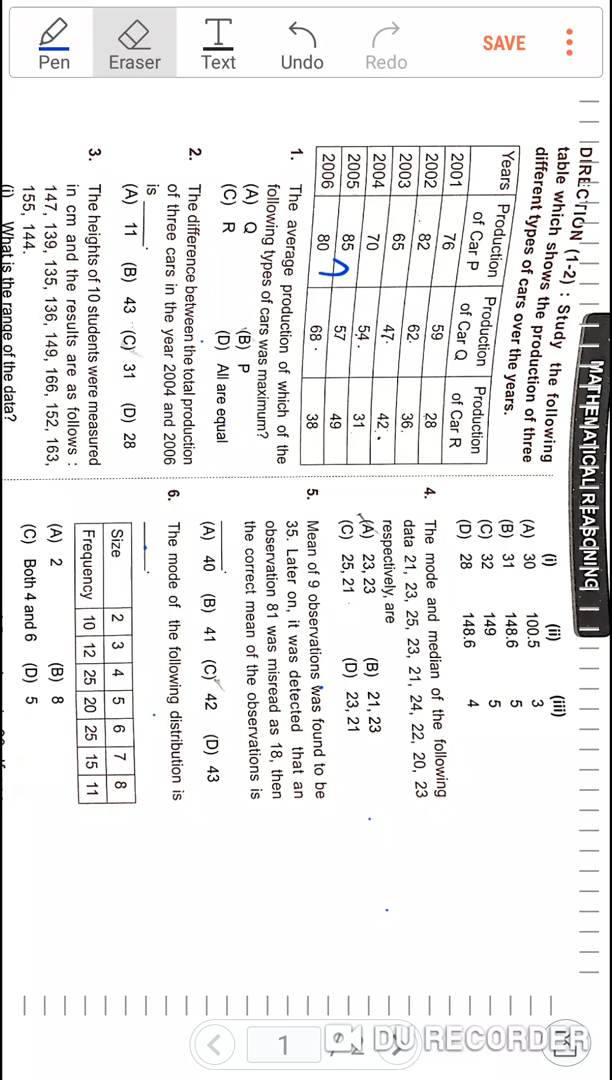 Pen
Eraser
Text
Undo
Redo
SAVE
MATHEMATICAL REASONING
DIRECTION (1-2) : Study the following
table which shows the production of three
different types of cars over the years.
Years Production of Car P Production of Car Q Production of Car R
2001 76 59 28
2002 82 62 36
2003 65 47 42
2004 70 54 31
2005 85 57 49
2006 80 68 38
1. The average production of which of the
following types of cars was maximum?
(A) Q (B) P
(C) R (D) All are equal
2. The difference between the total production
of three cars in the year 2004 and 2006
is ____.
(A) 11 (B) 43 (C) 31 (D) 28
3. The heights of 10 students were measured
in cm and the results are as follows :
147, 139, 135, 136, 149, 166, 152, 163,
155, 144.
(i) What is the range of the data?
(i) (ii) (iii)
(A) 30 100.5 3
(B) 31 148.6 5
(C) 32 149 5
(D) 28 148.6 4
4. The mode and median of the following
data 21, 23, 25, 23, 21, 24, 22, 20, 23
respectively, are
(A) 23, 23 (B) 21, 23
(C) 25, 21 (D) 23, 21
5. Mean of 9 observations was found to be
35. Later on, it was detected that an
observation 81 was misread as 18, then
the correct mean of the observations is
____.
(A) 40 (B) 41 (C) 42 (D) 43
6. The mode of the following distribution is
____.
Size 2 3 4 5 6 7 8
Frequency 10 12 25 20 25 15 11
(A) 2 (B) 8
(C) Both 4 and 6 (D) 5
1
DU RECORDER